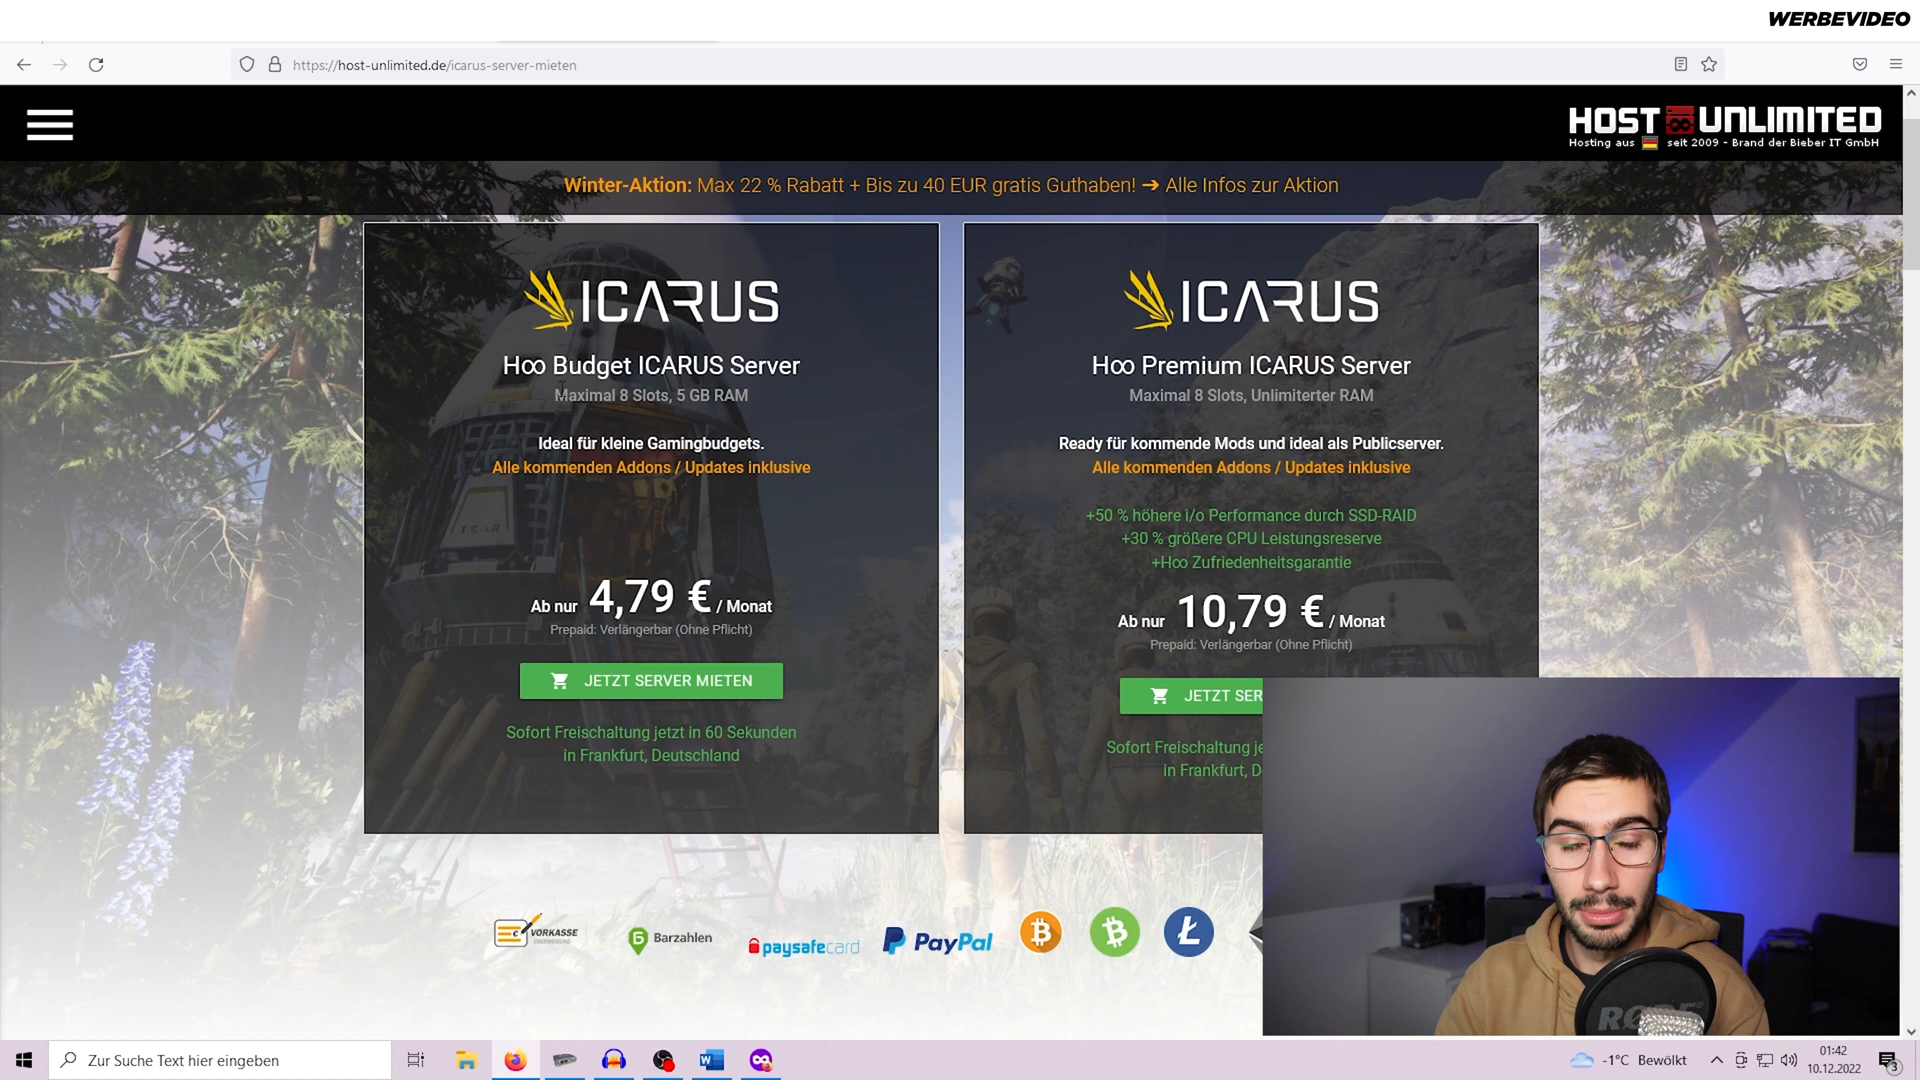 WERBEVIDEO
https://host-unlimited.de/icarus-server-mieten
HOST UNLIMITED
Hosting aus seit 2009 - Brand der Bieber IT GmbH
Winter-Aktion: Max 22 % Rabatt + Bis zu 40 EUR gratis Guthaben! ➔ Alle Infos zur Aktion
ICARUS
H∞ Budget ICARUS Server
Maximal 8 Slots, 5 GB RAM
Ideal für kleine Gamingbudgets.
Alle kommenden Addons / Updates inklusive
Ab nur 4,79 € / Monat
Prepaid: Verlängerbar (Ohne Pflicht)
JETZT SERVER MIETEN
Sofort Freischaltung jetzt in 60 Sekunden
in Frankfurt, Deutschland
ICARUS
H∞ Premium ICARUS Server
Maximal 8 Slots, Unlimiterter RAM
Ready für kommende Mods und ideal als Publicserver.
Alle kommenden Addons / Updates inklusive
+50 % höhere i/o Performance durch SSD-RAID
+30 % größere CPU Leistungsreserve
+H∞ Zufriedenheitsgarantie
Ab nur 10,79 € / Monat
Prepaid: Verlängerbar (Ohne Pflicht)
JETZT SER
Sofort Freischaltung je
in Frankfurt, D
VORKASSE
Barzahlen
paysafecard
PayPal
RØDE
Zur Suche Text hier eingeben
-1°C Bewölkt
01:42
10.12.2022
3